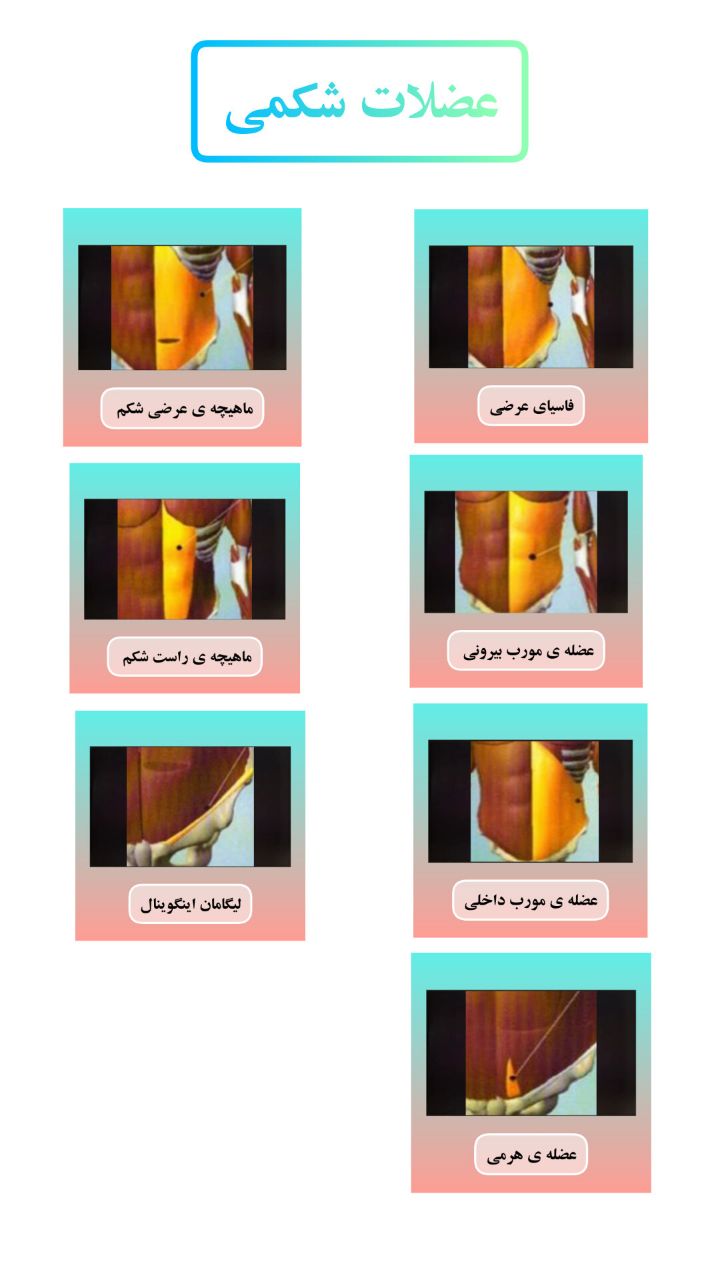 عضلات شکمی
فاسیای عرضی
ماهیچه ی عرضی شکم
عضله ی مورب بیرونی
ماهیچه ی راست شکم
عضله ی مورب داخلی
لیگامان اینگوینال
عضله ی هرمی